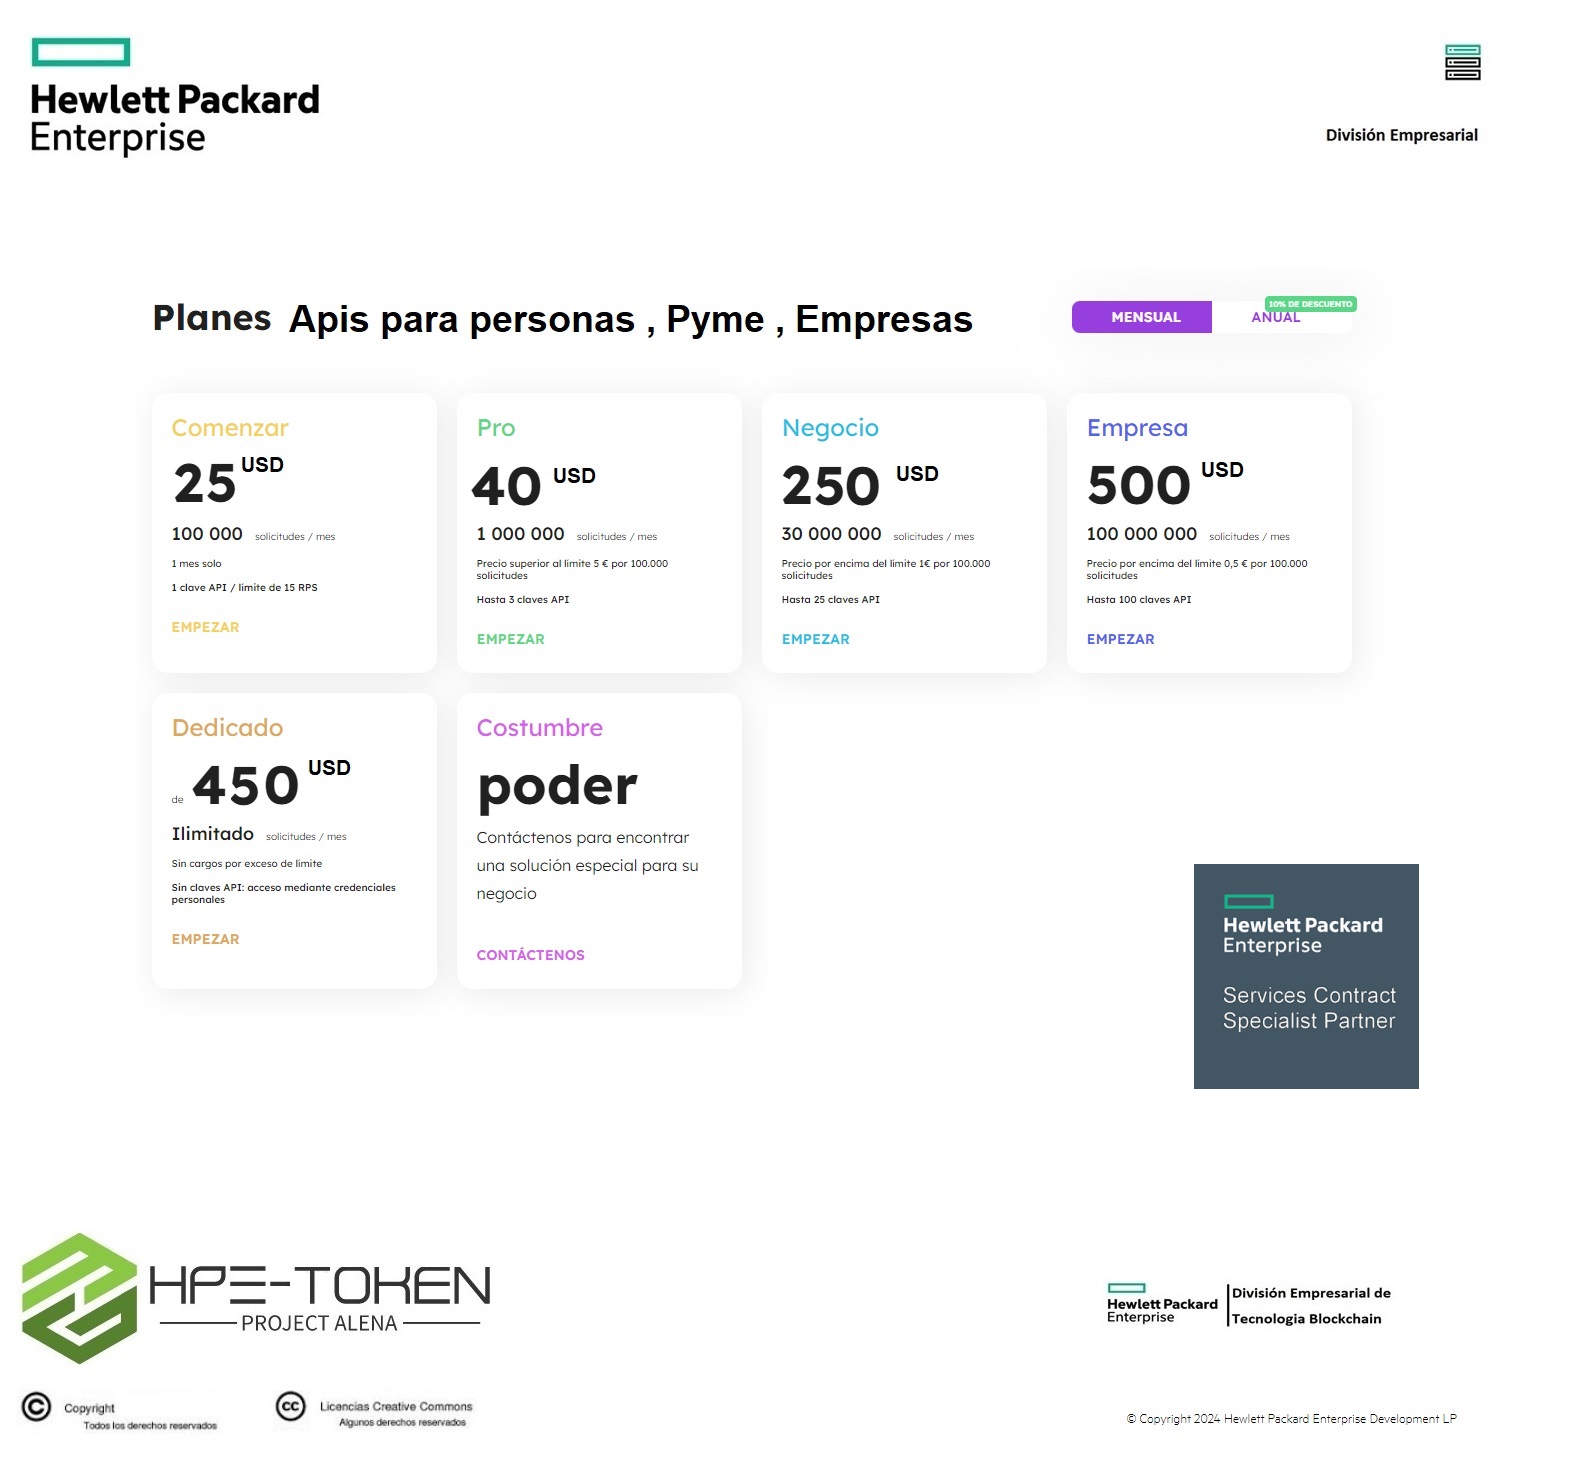 Hewlett Packard
Enterprise
División Empresarial
Planes Apis para personas , Pyme , Empresas
MENSUAL
10% DE DESCUENTO
ANUAL
Comenzar
25 USD
100 000 solicitudes / mes
1 mes solo
1 clave API / límite de 15 RPS
EMPEZAR
Pro
40 USD
1 000 000 solicitudes / mes
Precio superior al límite 5 € por 100.000
solicitudes
Hasta 3 claves API
EMPEZAR
Negocio
250 USD
30 000 000 solicitudes / mes
Precio por encima del límite 1€ por 100.000
solicitudes
Hasta 25 claves API
EMPEZAR
Empresa
500 USD
100 000 000 solicitudes / mes
Precio por encima del límite 0,5 € por 100.000
solicitudes
Hasta 100 claves API
EMPEZAR
Dedicado
de 450 USD
Ilimitado solicitudes / mes
Sin cargos por exceso de límite
Sin claves API: acceso mediante credenciales
personales
EMPEZAR
Costumbre
poder
Contáctenos para encontrar
una solución especial para su
negocio
CONTÁCTENOS
Hewlett Packard
Enterprise
Services Contract
Specialist Partner
HPE-TOKEN
PROJECT ALENA
Hewlett Packard
Enterprise
División Empresarial de
Tecnologia Blockchain
C Copyright
Todos los derechos reservados
cc Licencias Creative Commons
Algunos derechos reservados
© Copyright 2024 Hewlett Packard Enterprise Development LP